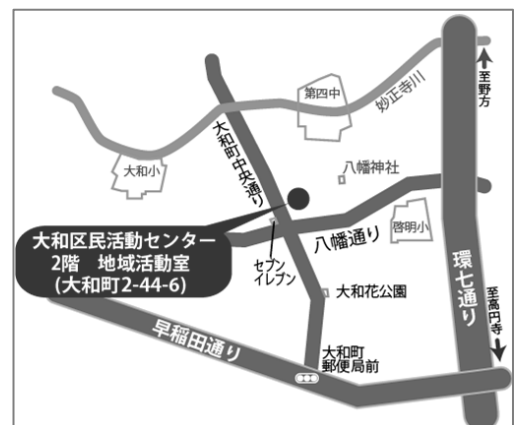 至野方
第四中
妙正寺川
大和町中央通り
八幡神社
大和小
啓明小
大和区民活動センター
2階 地域活動室
(大和町2-44-6)
八幡通り
セブン
イレブン
環七通り
大和花公園
至高円寺
早稲田通り
大和町
郵便局前